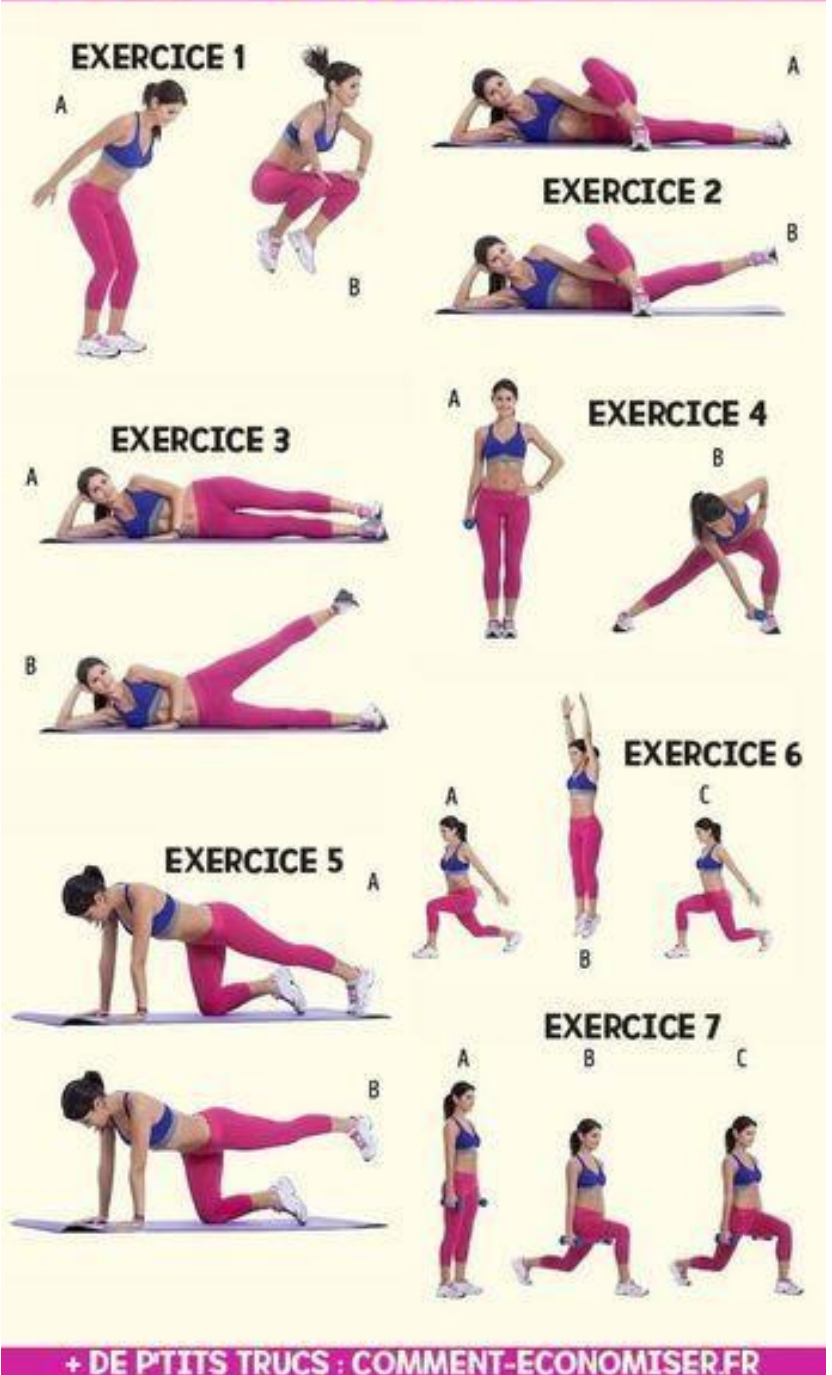 EXERCICE 1
A
B
A
EXERCICE 2
B
EXERCICE 3
A
B
A
EXERCICE 4
B
EXERCICE 5
A
B
EXERCICE 6
A
C
B
EXERCICE 7
A
B
C
+ DE P'TITS TRUCS : COMMENT-ECONOMISER.FR